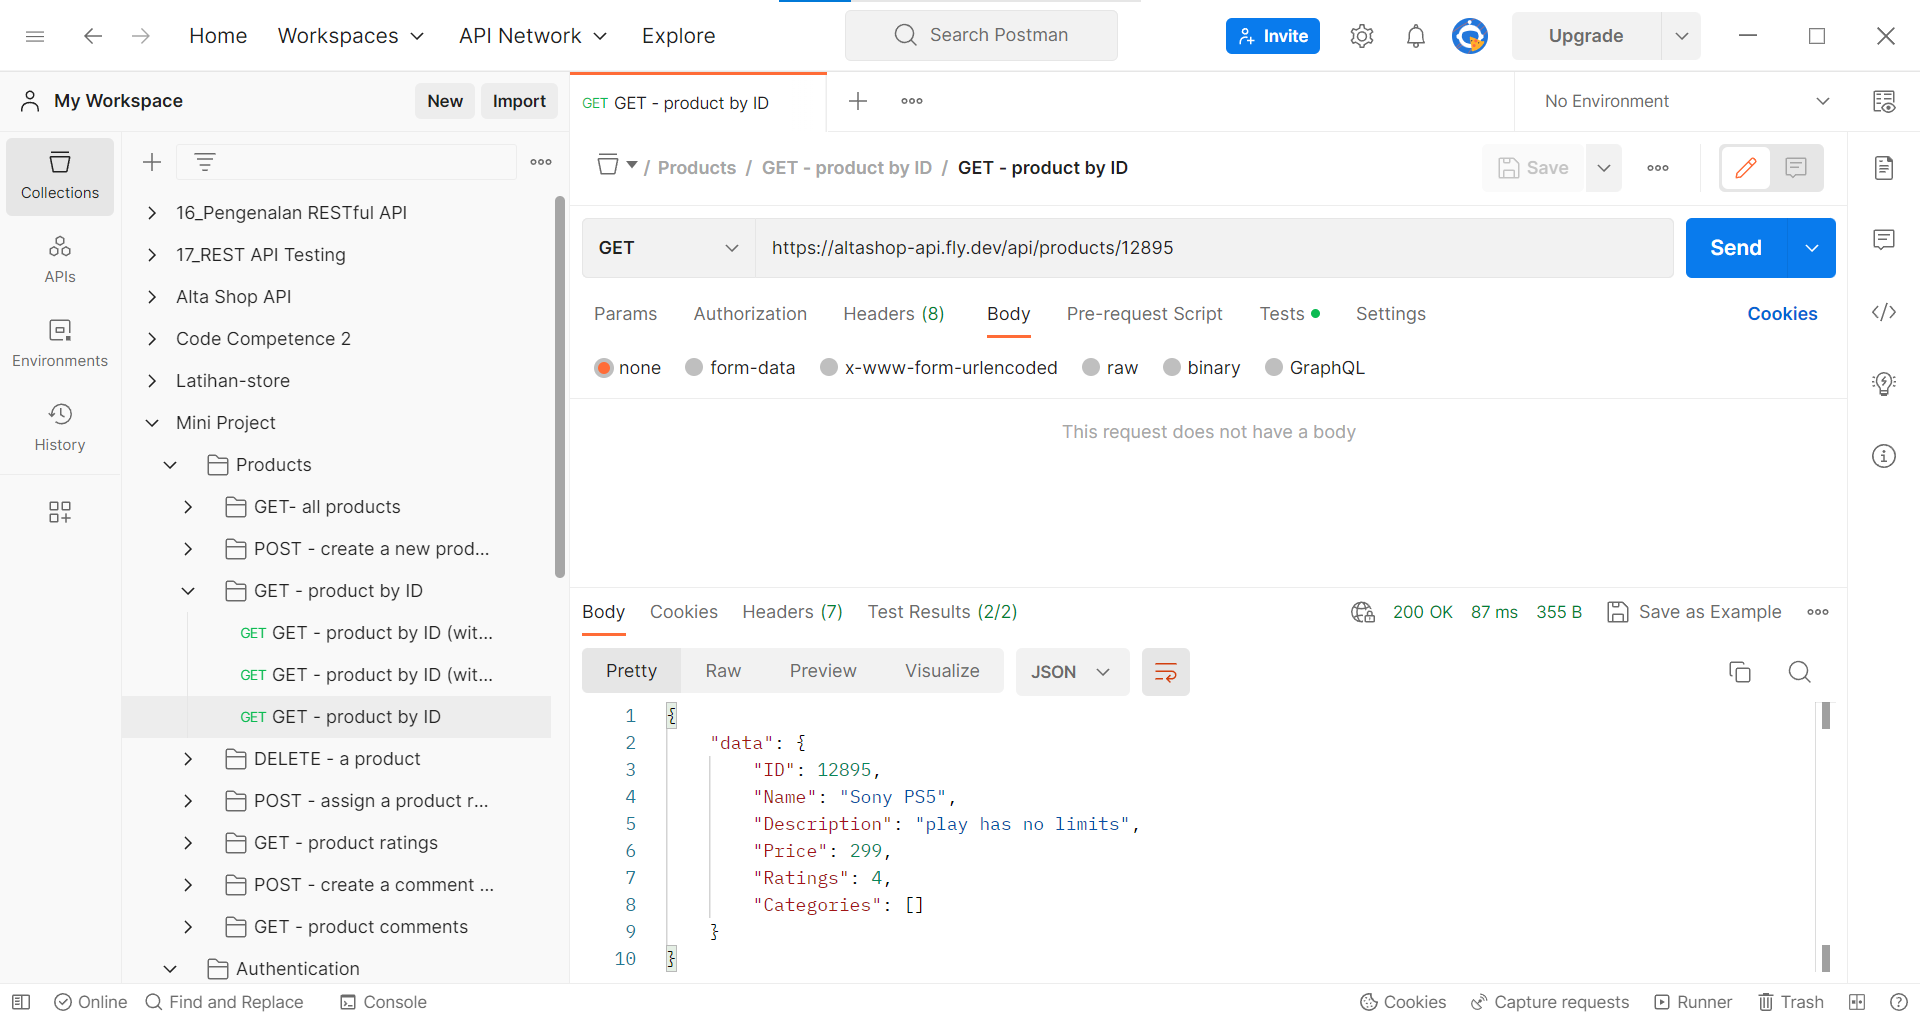 Home Workspaces API Network Explore Search Postman Invite Upgrade
My Workspace New Import GET GET - product by ID No Environment
Collections
APIs
Environments
History
16_Pengenalan RESTful API
17_REST API Testing
Alta Shop API
Code Competence 2
Latihan-store
Mini Project
Products
GET- all products
POST - create a new prod...
GET - product by ID
GET GET - product by ID (wit...
GET GET - product by ID (wit...
GET GET - product by ID
DELETE - a product
POST - assign a product r...
GET - product ratings
POST - create a comment ...
GET - product comments
Authentication
/ Products / GET - product by ID / GET - product by ID Save
GET https://altashop-api.fly.dev/api/products/12895 Send
Params Authorization Headers (8) Body Pre-request Script Tests Settings Cookies
none form-data x-www-form-urlencoded raw binary GraphQL
This request does not have a body
Body Cookies Headers (7) Test Results (2/2) 200 OK 87 ms 355 B Save as Example
Pretty Raw Preview Visualize JSON
1 {
2 "data": {
3 "ID": 12895,
4 "Name": "Sony PS5",
5 "Description": "play has no limits",
6 "Price": 299,
7 "Ratings": 4,
8 "Categories": []
9 }
10 }
Online Find and Replace Console Cookies Capture requests Runner Trash